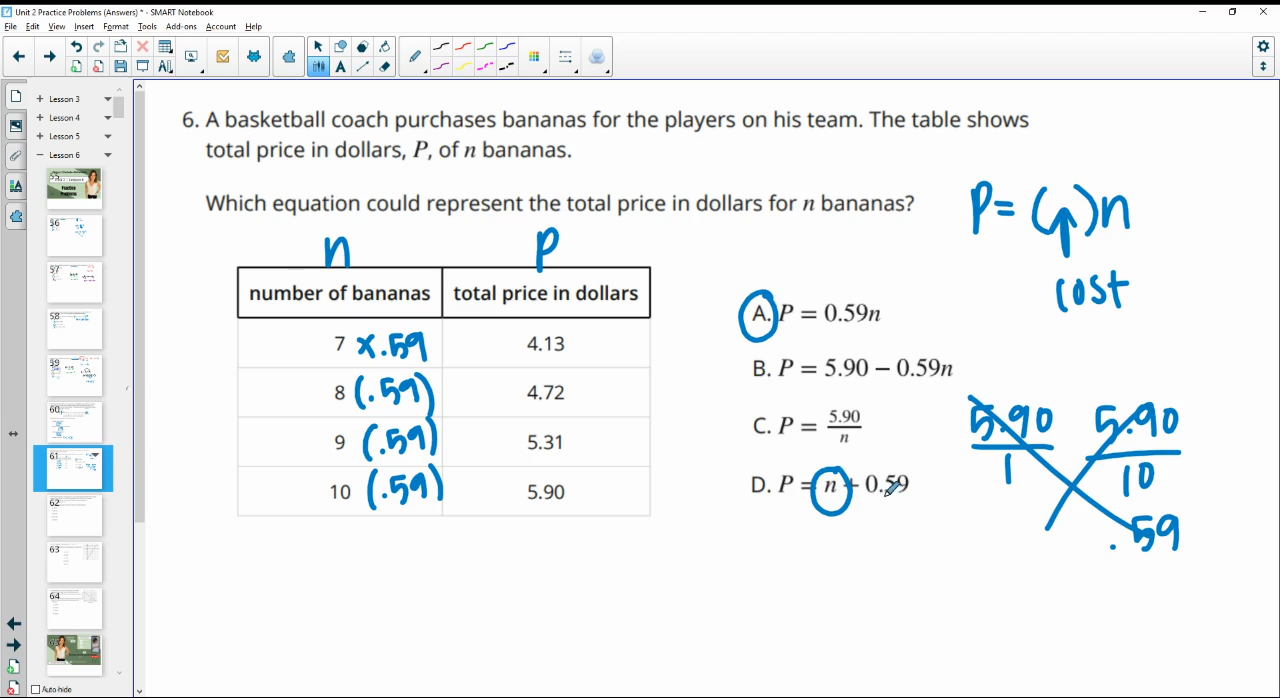 Unit 2 Practice Problems (Answers) * - SMART Notebook
File Edit View Insert Format Tools Add-ons Account Help
Lesson 3
Lesson 4
Lesson 5
Lesson 6
55
Practice
Problems
56
57
58
59
60
61
62
63
64
Auto-hide
6. A basketball coach purchases bananas for the players on his team. The table shows
total price in dollars, P, of n bananas.
Which equation could represent the total price in dollars for n bananas?
n P
number of bananas total price in dollars
7 x .59 4.13
8 (.59) 4.72
9 (.59) 5.31
10 (.59) 5.90
P = ( )n
cost
A. P = 0.59n
B. P = 5.90 − 0.59n
C. P = 5.90/n
D. P = n + 0.59
5.90 5.90
1 10
.59